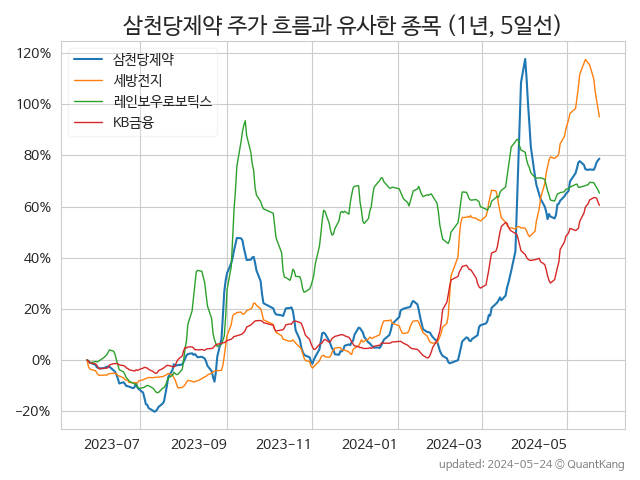 삼천당제약 주가 흐름과 유사한 종목 (1년, 5일선)
삼천당제약
세방전지
레인보우로보틱스
KB금융
120%
100%
80%
60%
40%
20%
0%
−20%
2023-07
2023-09
2023-11
2024-01
2024-03
2024-05
updated: 2024-05-24 © QuantKang